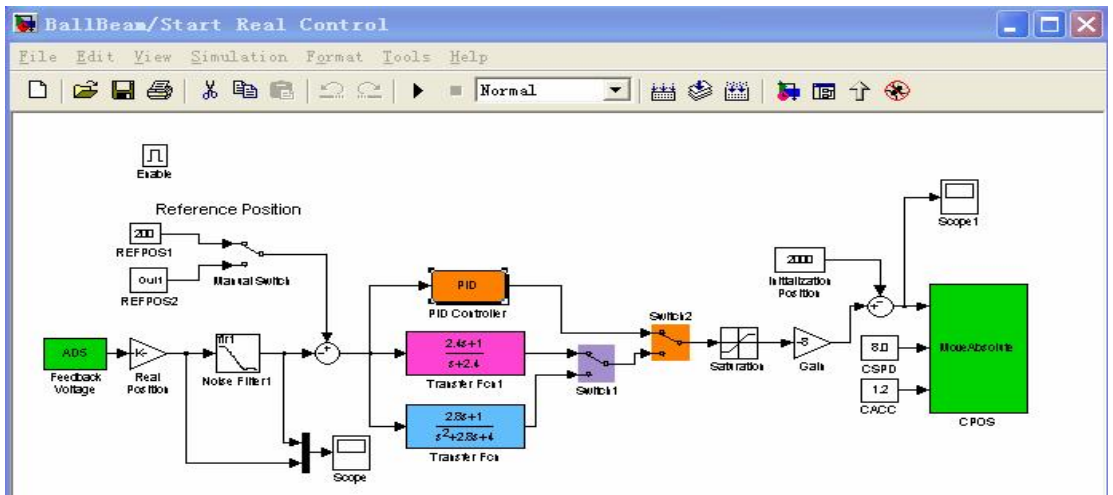 BallBeam/Start Real Control
File Edit View Simulation Format Tools Help
Normal
Enable
Reference Position
200
REFPOS1
Out1
REFPOS2
Manual Switch
ADS
Feedback
Voltage
K-
Real
Position
fir1
Noise Filter1
PID
PID Controller
2.4s+1
s+2.4
Transfer Fcn1
2.8s+1
s²+2.8s+4
Transfer Fcn
Scope
Switch1
Switch2
Saturation
-8
Gain
2000
Initialization
Position
Scope1
8.0
CSPD
1.2
CACC
MoveAbsolute
CPOS